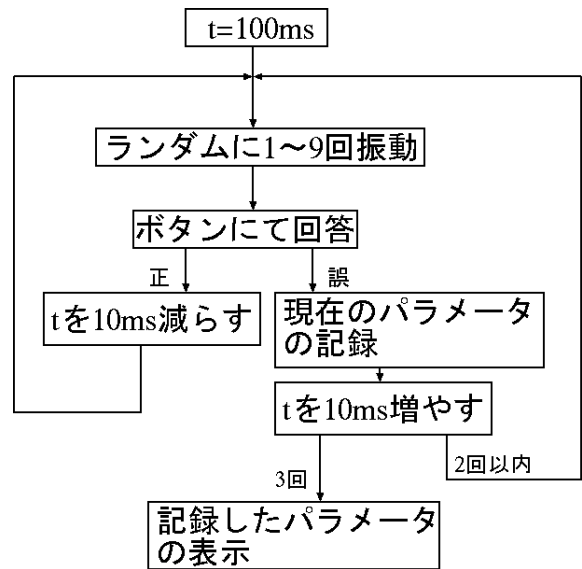 t=100ms
ランダムに1～9回振動
ボタンにて回答
正
誤
tを10ms減らす
現在のパラメータ
の記録
tを10ms増やす
3回
2回以内
記録したパラメータ
の表示